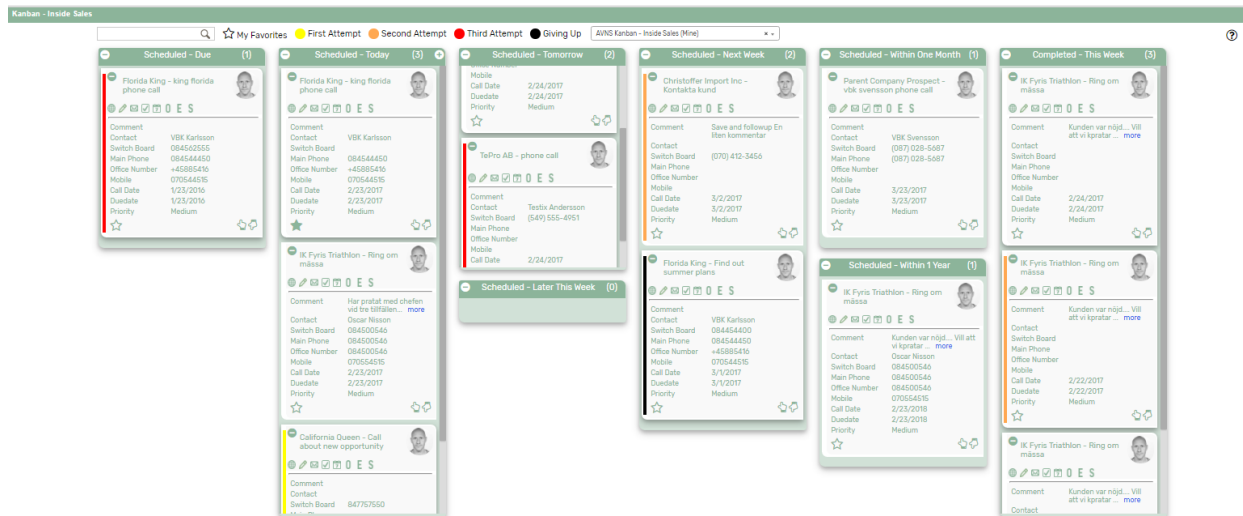 Kanban - Inside Sales
My Favorites First Attempt Second Attempt Third Attempt Giving Up AVNS Kanban - Inside Sales (Mine)
Scheduled - Due (1)
Florida King - king florida
phone call
O E S
Comment
Contact VBK Karlsson
Switch Board 084562555
Main Phone 084544450
Office Number +45885416
Mobile 070544515
Call Date 1/23/2016
Duedate 1/23/2016
Priority Medium
Scheduled - Today (3)
Florida King - king florida
phone call
O E S
Comment
Contact VBK Karlsson
Switch Board
Main Phone 084544450
Office Number +45885416
Mobile 070544515
Call Date 2/23/2017
Duedate 2/23/2017
Priority Medium
IK Fyris Triathlon - Ring om
mässa
O E S
Comment Har pratat med chefen
vid tre tillfällen... more
Contact Oscar Nisson
Switch Board 084500546
Main Phone 084500546
Office Number 084500546
Mobile 070554515
Call Date 2/23/2017
Duedate 2/23/2017
Priority Medium
California Queen - Call
about new opportunity
O E S
Comment
Contact
Switch Board 847757550
Scheduled - Tomorrow (2)
Mobile
Call Date 2/24/2017
Duedate 2/24/2017
Priority Medium
TePro AB - phone call
O E S
Comment
Contact Testix Andersson
Switch Board (549) 555-4951
Main Phone
Office Number
Mobile
Call Date 2/24/2017
Scheduled - Later This Week (0)
Scheduled - Next Week (2)
Christoffer Import Inc -
Kontakta kund
O E S
Comment Save and followup En
liten kommentar
Contact
Switch Board (070) 412-3456
Main Phone
Office Number
Mobile
Call Date 3/2/2017
Duedate 3/2/2017
Priority Medium
Florida King - Find out
summer plans
O E S
Comment
Contact VBK Karlsson
Switch Board 084454400
Main Phone 084544450
Office Number +45885416
Mobile 070544515
Call Date 3/1/2017
Duedate 3/1/2017
Priority Medium
Scheduled - Within One Month (1)
Parent Company Prospect -
vbk svensson phone call
O E S
Comment
Contact VBK Svensson
Switch Board (087) 028-5687
Main Phone (087) 028-5687
Office Number
Mobile
Call Date 3/23/2017
Duedate 3/23/2017
Priority Medium
Scheduled - Within 1 Year (1)
IK Fyris Triathlon - Ring om
mässa
O E S
Comment Kunden var nöjd.... Vill att
vi kpratar ... more
Contact Oscar Nisson
Switch Board 084500546
Main Phone 084500546
Office Number 084500546
Mobile 070554515
Call Date 2/23/2018
Duedate 2/23/2018
Priority Medium
Completed - This Week (3)
IK Fyris Triathlon - Ring om
mässa
O E S
Comment Kunden var nöjd.... Vill
att vi kpratar ... more
Contact
Switch Board
Main Phone
Office Number
Mobile
Call Date 2/24/2017
Duedate 2/24/2017
Priority Medium
IK Fyris Triathlon - Ring om
mässa
O E S
Comment Kunden var nöjd.... Vill
att vi kpratar ... more
Contact
Switch Board
Main Phone
Office Number
Mobile
Call Date 2/22/2017
Duedate 2/22/2017
Priority Medium
IK Fyris Triathlon - Ring om
mässa
O E S
Comment Kunden var nöjd.... Vill
att vi kpratar ... more
Contact